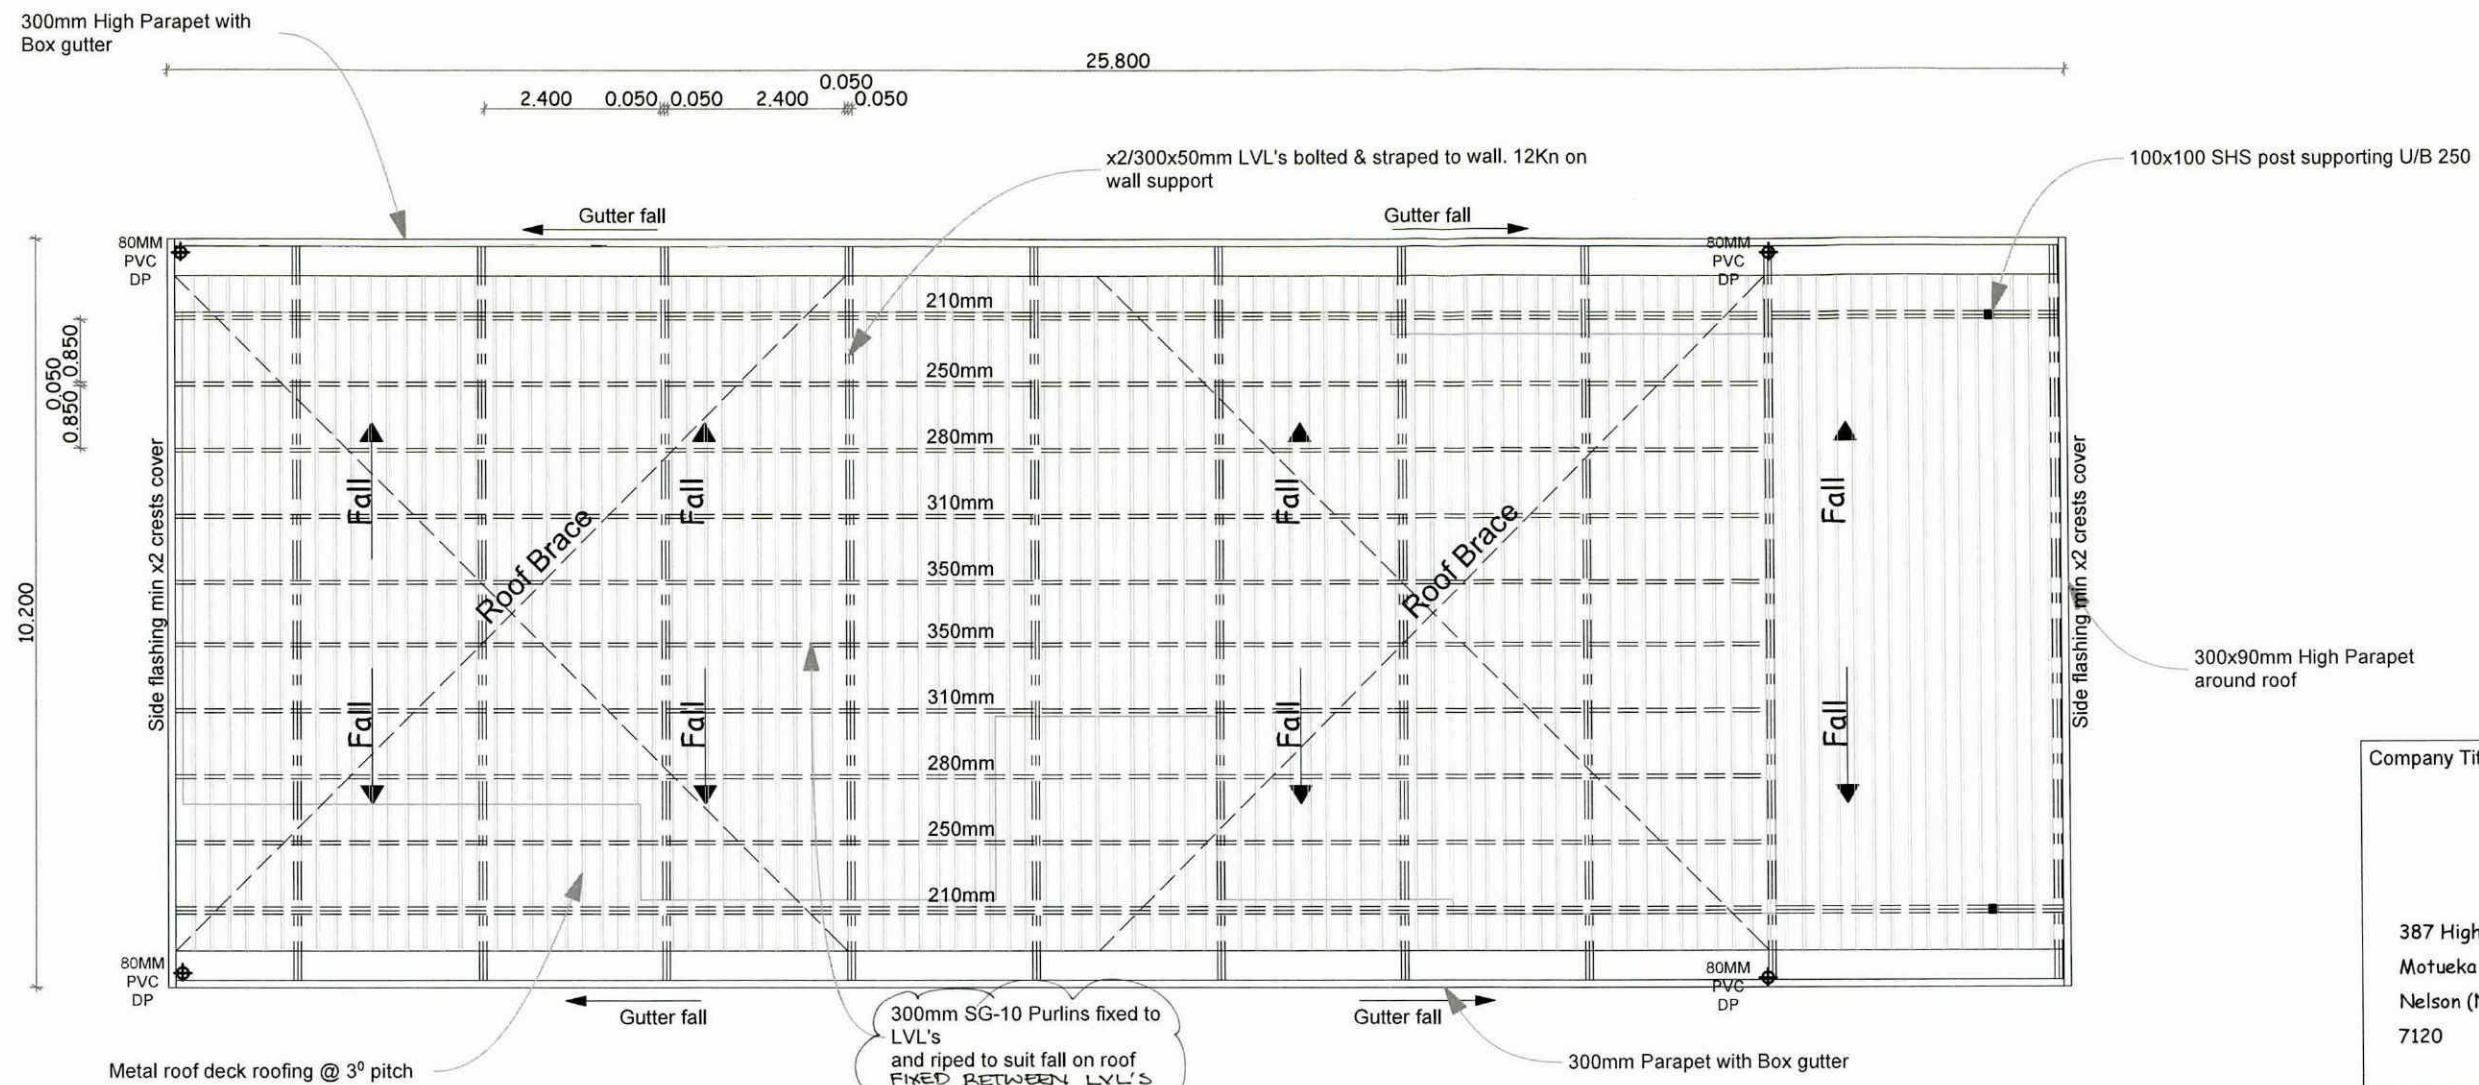 300mm High Parapet with
Box gutter
25.800
0.050
2.400 0.050 0.050 2.400 0.050
x2/300x50mm LVL's bolted & straped to wall. 12Kn on
wall support
100x100 SHS post supporting U/B 250
Gutter fall
Gutter fall
80MM
PVC
DP
80MM
PVC
DP
210mm
250mm
280mm
310mm
350mm
350mm
310mm
280mm
250mm
210mm
0.850
0.050
0.850
10.200
Side flashing min x2 crests cover
Fall
Fall
Fall
Fall
Roof Brace
Roof Brace
Fall
Fall
Fall
Fall
Side flashing min x2 crests cover
300x90mm High Parapet
around roof
Company Tit
387 High
Motueka
Nelson (N
7120
80MM
PVC
DP
80MM
PVC
DP
Gutter fall
Gutter fall
300mm SG-10 Purlins fixed to
LVL's
and riped to suit fall on roof
FIXED BETWEEN LVL'S
Metal roof deck roofing @ 3⁰ pitch
300mm Parapet with Box gutter